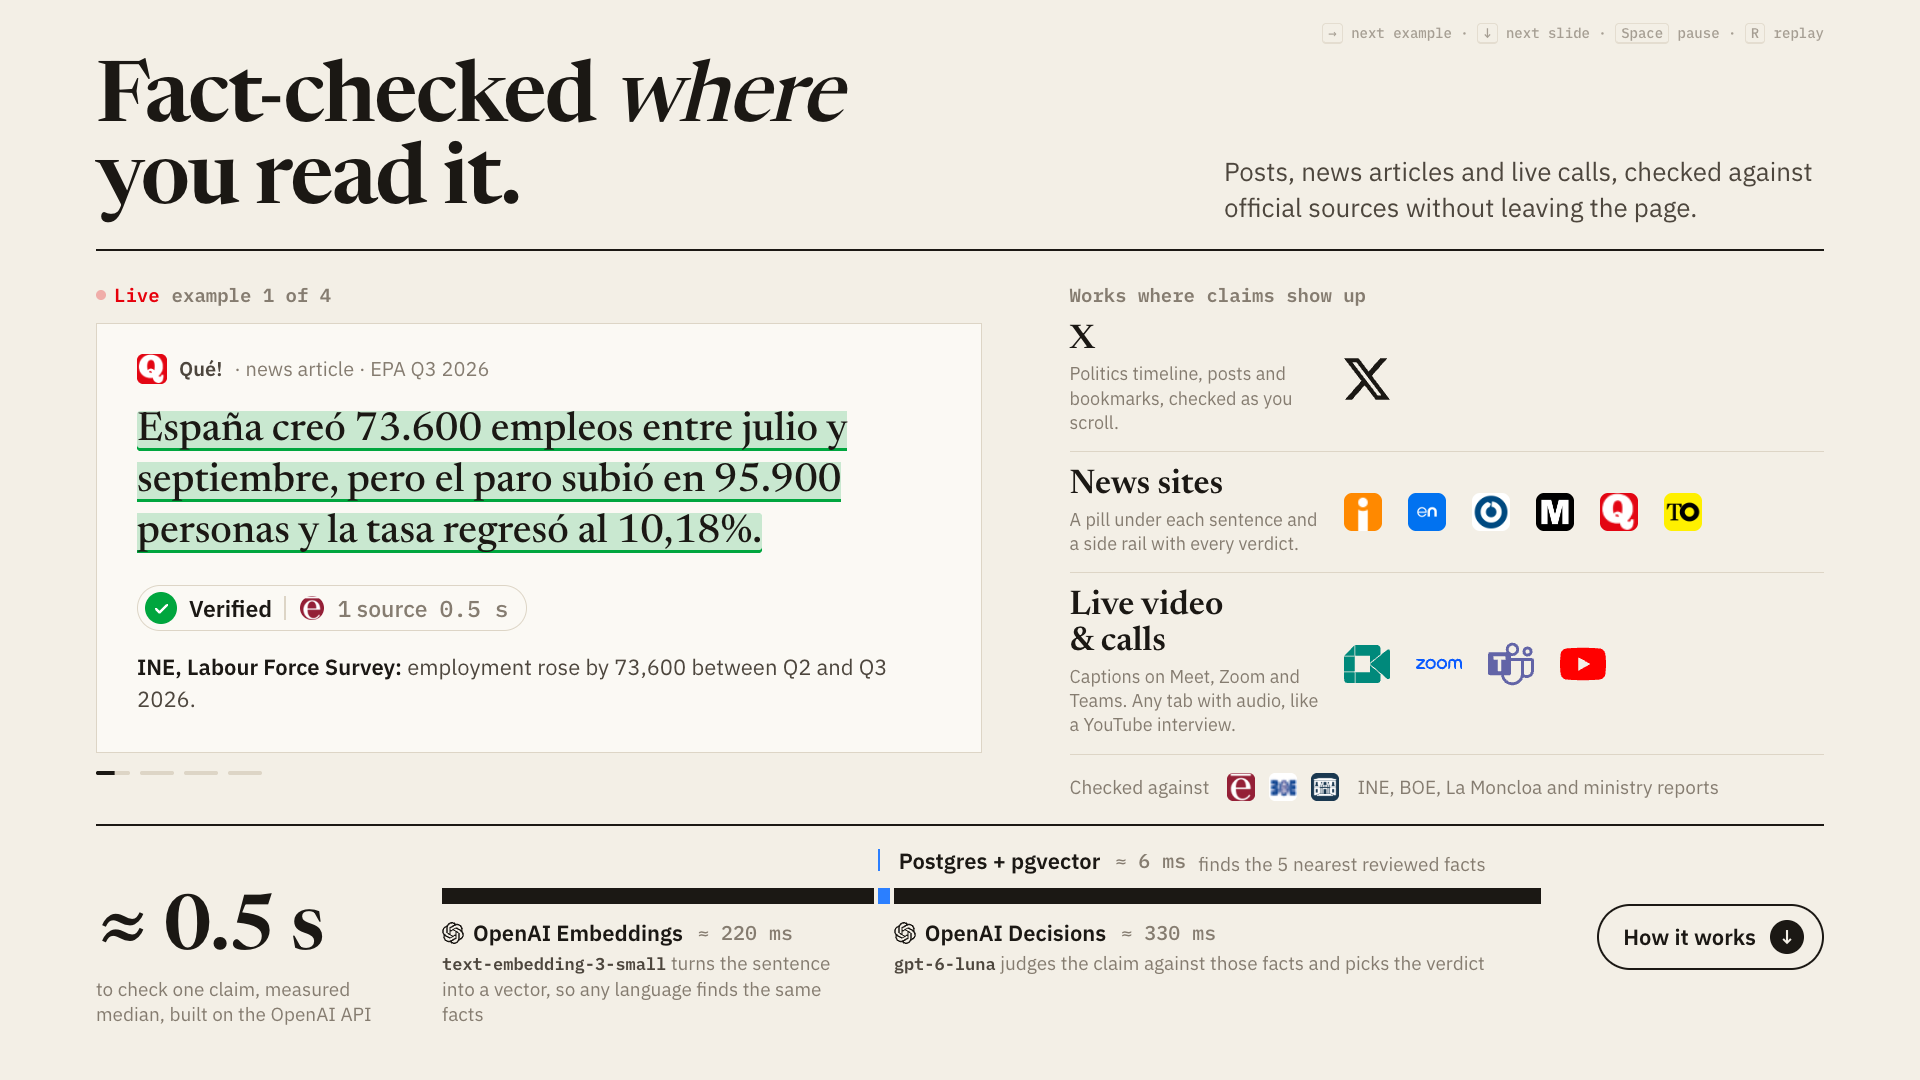 → next example · ↓ next slide · Space pause · R replay
Fact-checked where
you read it.
Posts, news articles and live calls, checked against
official sources without leaving the page.
Live example 1 of 4
Q Qué! · news article · EPA Q3 2026
España creó 73.600 empleos entre julio y
septiembre, pero el paro subió en 95.900
personas y la tasa regresó al 10,18%.
Verified e 1 source 0.5 s
INE, Labour Force Survey: employment rose by 73,600 between Q2 and Q3
2026.
Works where claims show up
X
Politics timeline, posts and
bookmarks, checked as you
scroll.
News sites
A pill under each sentence and
a side rail with every verdict.
i en M Q TO
Live video
& calls
Captions on Meet, Zoom and
Teams. Any tab with audio, like
a YouTube interview.
zoom T
Checked against e BOE INE, BOE, La Moncloa and ministry reports
≈ 0.5 s
to check one claim, measured
median, built on the OpenAI API
Postgres + pgvector ≈ 6 ms finds the 5 nearest reviewed facts
OpenAI Embeddings ≈ 220 ms
text-embedding-3-small turns the sentence
into a vector, so any language finds the same
facts
OpenAI Decisions ≈ 330 ms
gpt-6-luna judges the claim against those facts and picks the verdict
How it works ↓